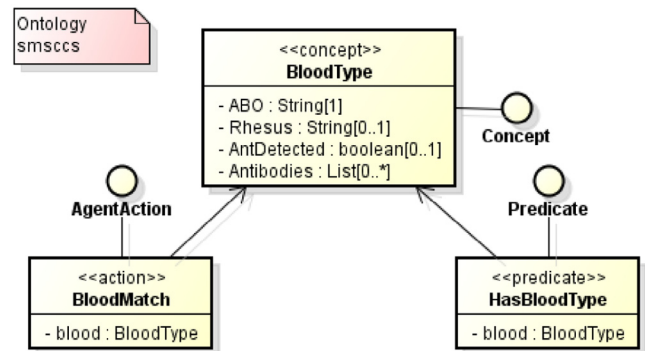 Ontology
smsccs
<<concept>>
BloodType
- ABO : String[1]
- Rhesus : String[0..1]
- AntDetected : boolean[0..1]
- Antibodies : List[0..*]
Concept
AgentAction
Predicate
<<action>>
BloodMatch
- blood : BloodType
<<predicate>>
HasBloodType
- blood : BloodType